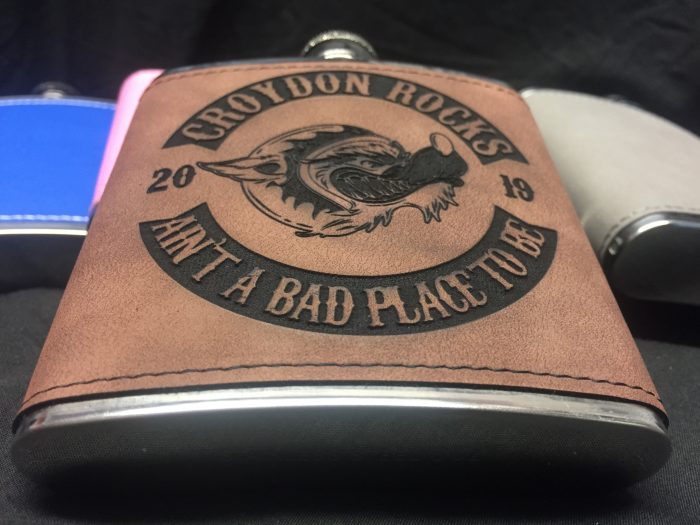 CROYDON ROCKS
20 19
AIN'T A BAD PLACE TO BE